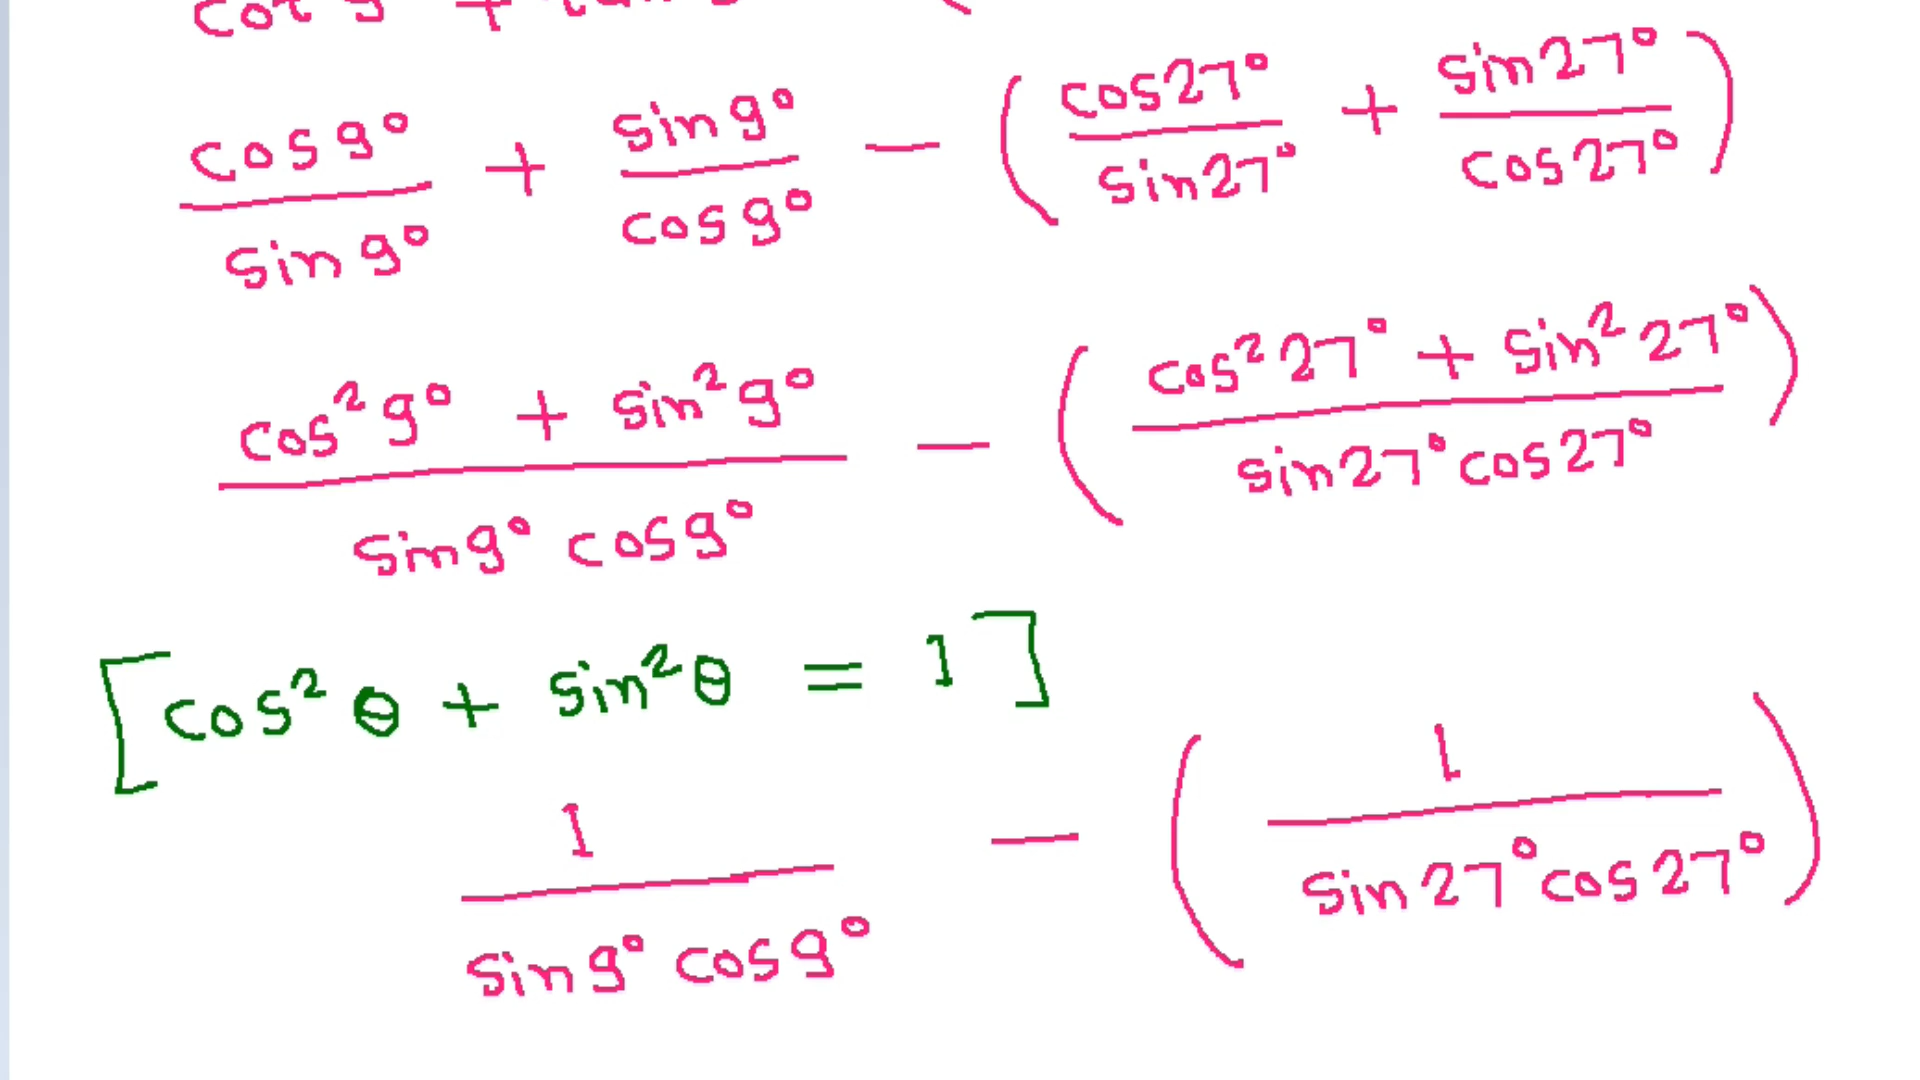 cot 9
cos 9° / sin 9° + sin 9° / cos 9° − ( cos 27° / sin 27° + sin 27° / cos 27° )
cos² 9° + sin² 9° / sin 9° cos 9° − ( cos² 27° + sin² 27° / sin 27° cos 27° )
[ cos² θ + sin² θ = 1 ]
1 / sin 9° cos 9° − ( 1 / sin 27° cos 27° )